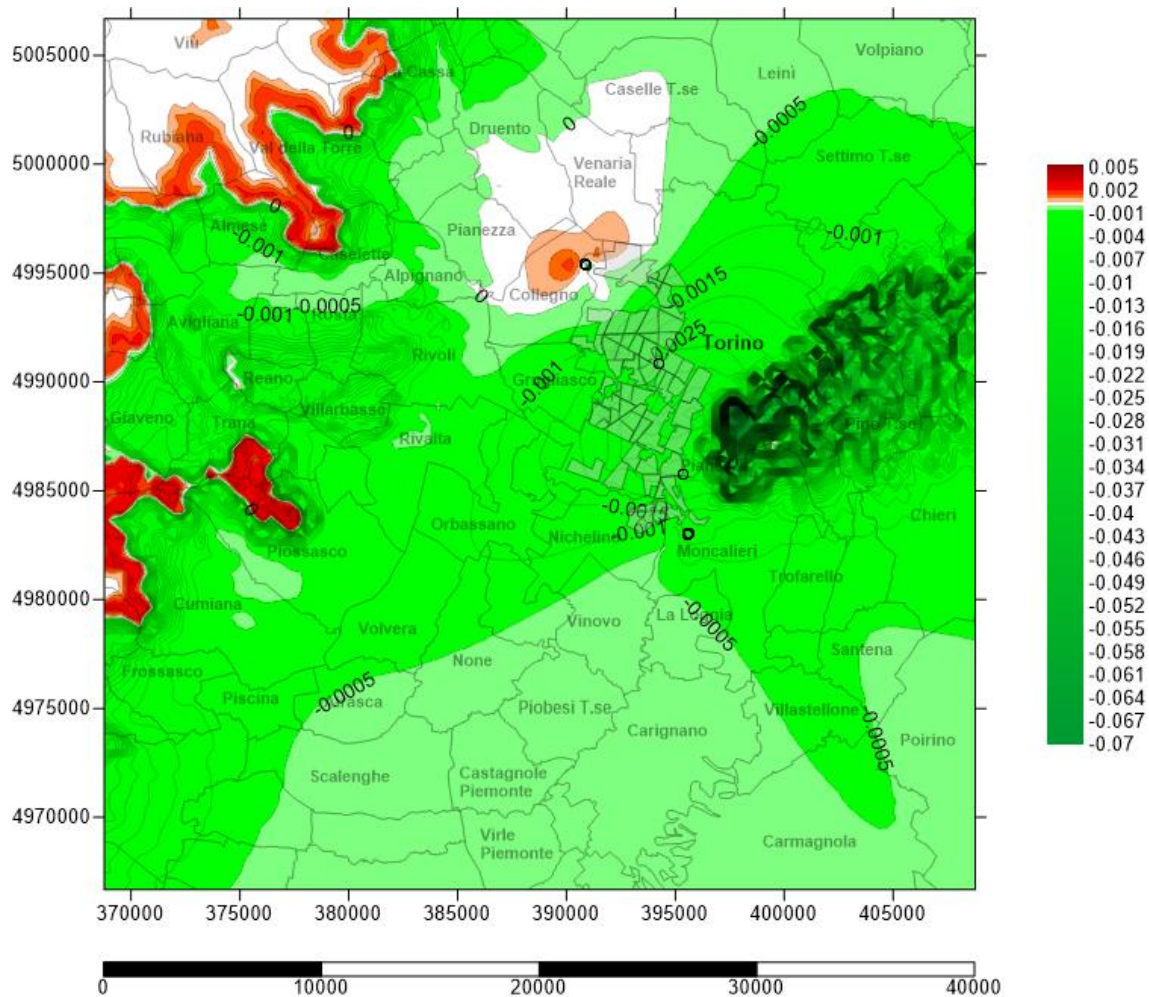 5005000
5000000
4995000
4990000
4985000
4980000
4975000
4970000
Viù
La Cassa
Caselle T.se
Leinì
Volpiano
Rubiana
Val della Torre
0
Druento
0
-0.0005
Venaria
Reale
Settimo T.se
Almese
0
-0.001
Caselette
Pianezza
-0.001
Alpignano
Collegno
0
-0.0015
-0.001
-0.0005
Rosta
Avigliana
Rivoli
-0.0025
Torino
Reano
Grugliasco
-0.001
Giaveno
Trana
Villarbasse
Rivalta
Pino T.se
0
Orbassano
Nichelino
-0.001
Chieri
Piossasco
Moncalieri
Cumiana
Trofarello
Volvera
Vinovo
La Loggia
-0.0005
Frossasco
None
Santena
Piscina
-0.0005
Piobesi T.se
Villastellone
Carignano
-0.0005
Poirino
Scalenghe
Castagnole
Piemonte
Virle
Piemonte
Carmagnola
370000 375000 380000 385000 390000 395000 400000 405000
0 10000 20000 30000 40000
0.005
0.002
-0.001
-0.004
-0.007
-0.01
-0.013
-0.016
-0.019
-0.022
-0.025
-0.028
-0.031
-0.034
-0.037
-0.04
-0.043
-0.046
-0.049
-0.052
-0.055
-0.058
-0.061
-0.064
-0.067
-0.07